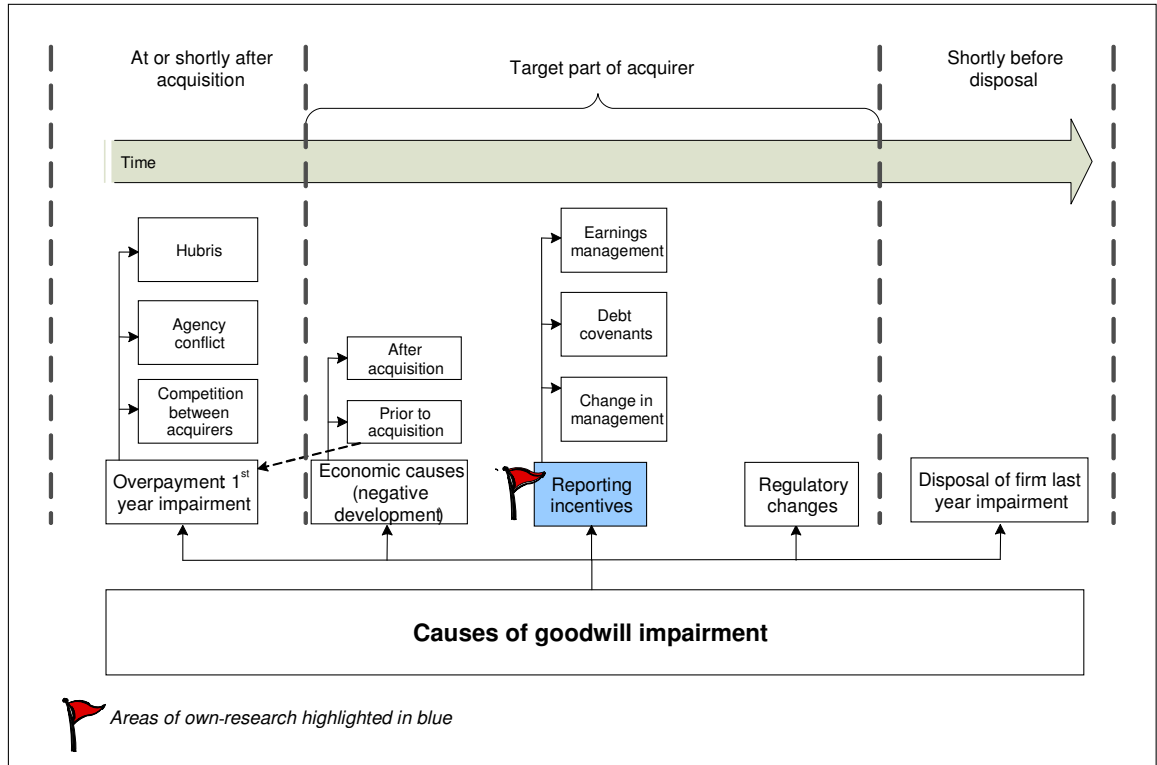 At or shortly after
acquisition
Target part of acquirer
Shortly before
disposal
Time
Hubris
Agency
conflict
Competition
between
acquirers
After
acquisition
Prior to
acquisition
Earnings
management
Debt
covenants
Change in
management
Overpayment 1st
year impairment
Economic causes
(negative
development)
Reporting
incentives
Regulatory
changes
Disposal of firm last
year impairment
Causes of goodwill impairment
Areas of own-research highlighted in blue